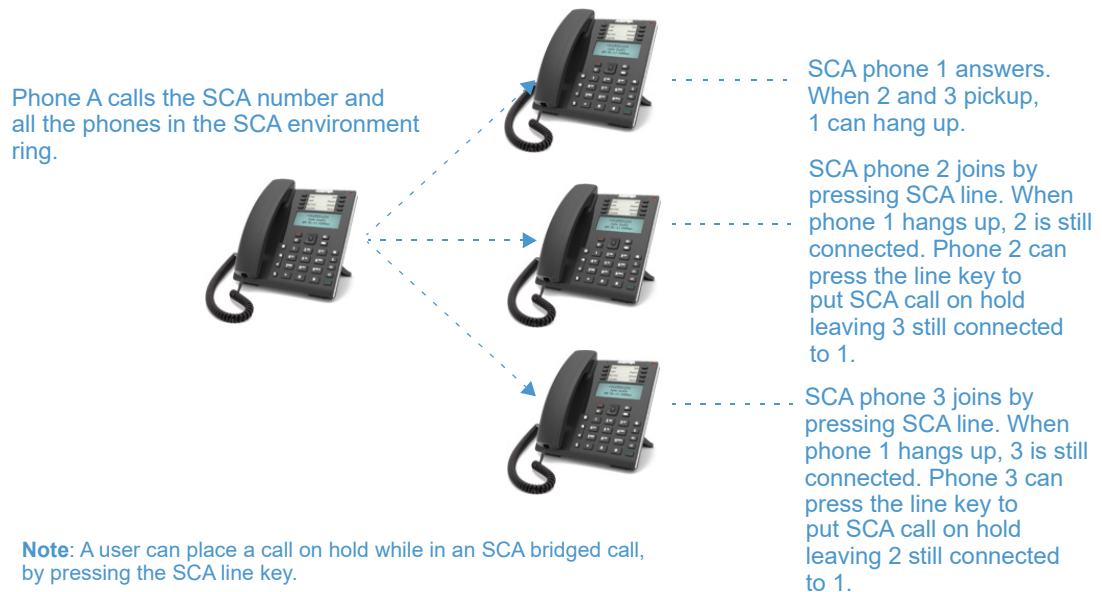 Phone A calls the SCA number and
all the phones in the SCA environment
ring.
SCA phone 1 answers.
When 2 and 3 pickup,
1 can hang up.
SCA phone 2 joins by
pressing SCA line. When
phone 1 hangs up, 2 is still
connected. Phone 2 can
press the line key to
put SCA call on hold
leaving 3 still connected
to 1.
SCA phone 3 joins by
pressing SCA line. When
phone 1 hangs up, 3 is still
connected. Phone 3 can
press the line key to
put SCA call on hold
leaving 2 still connected
to 1.
Note: A user can place a call on hold while in an SCA bridged call,
by pressing the SCA line key.